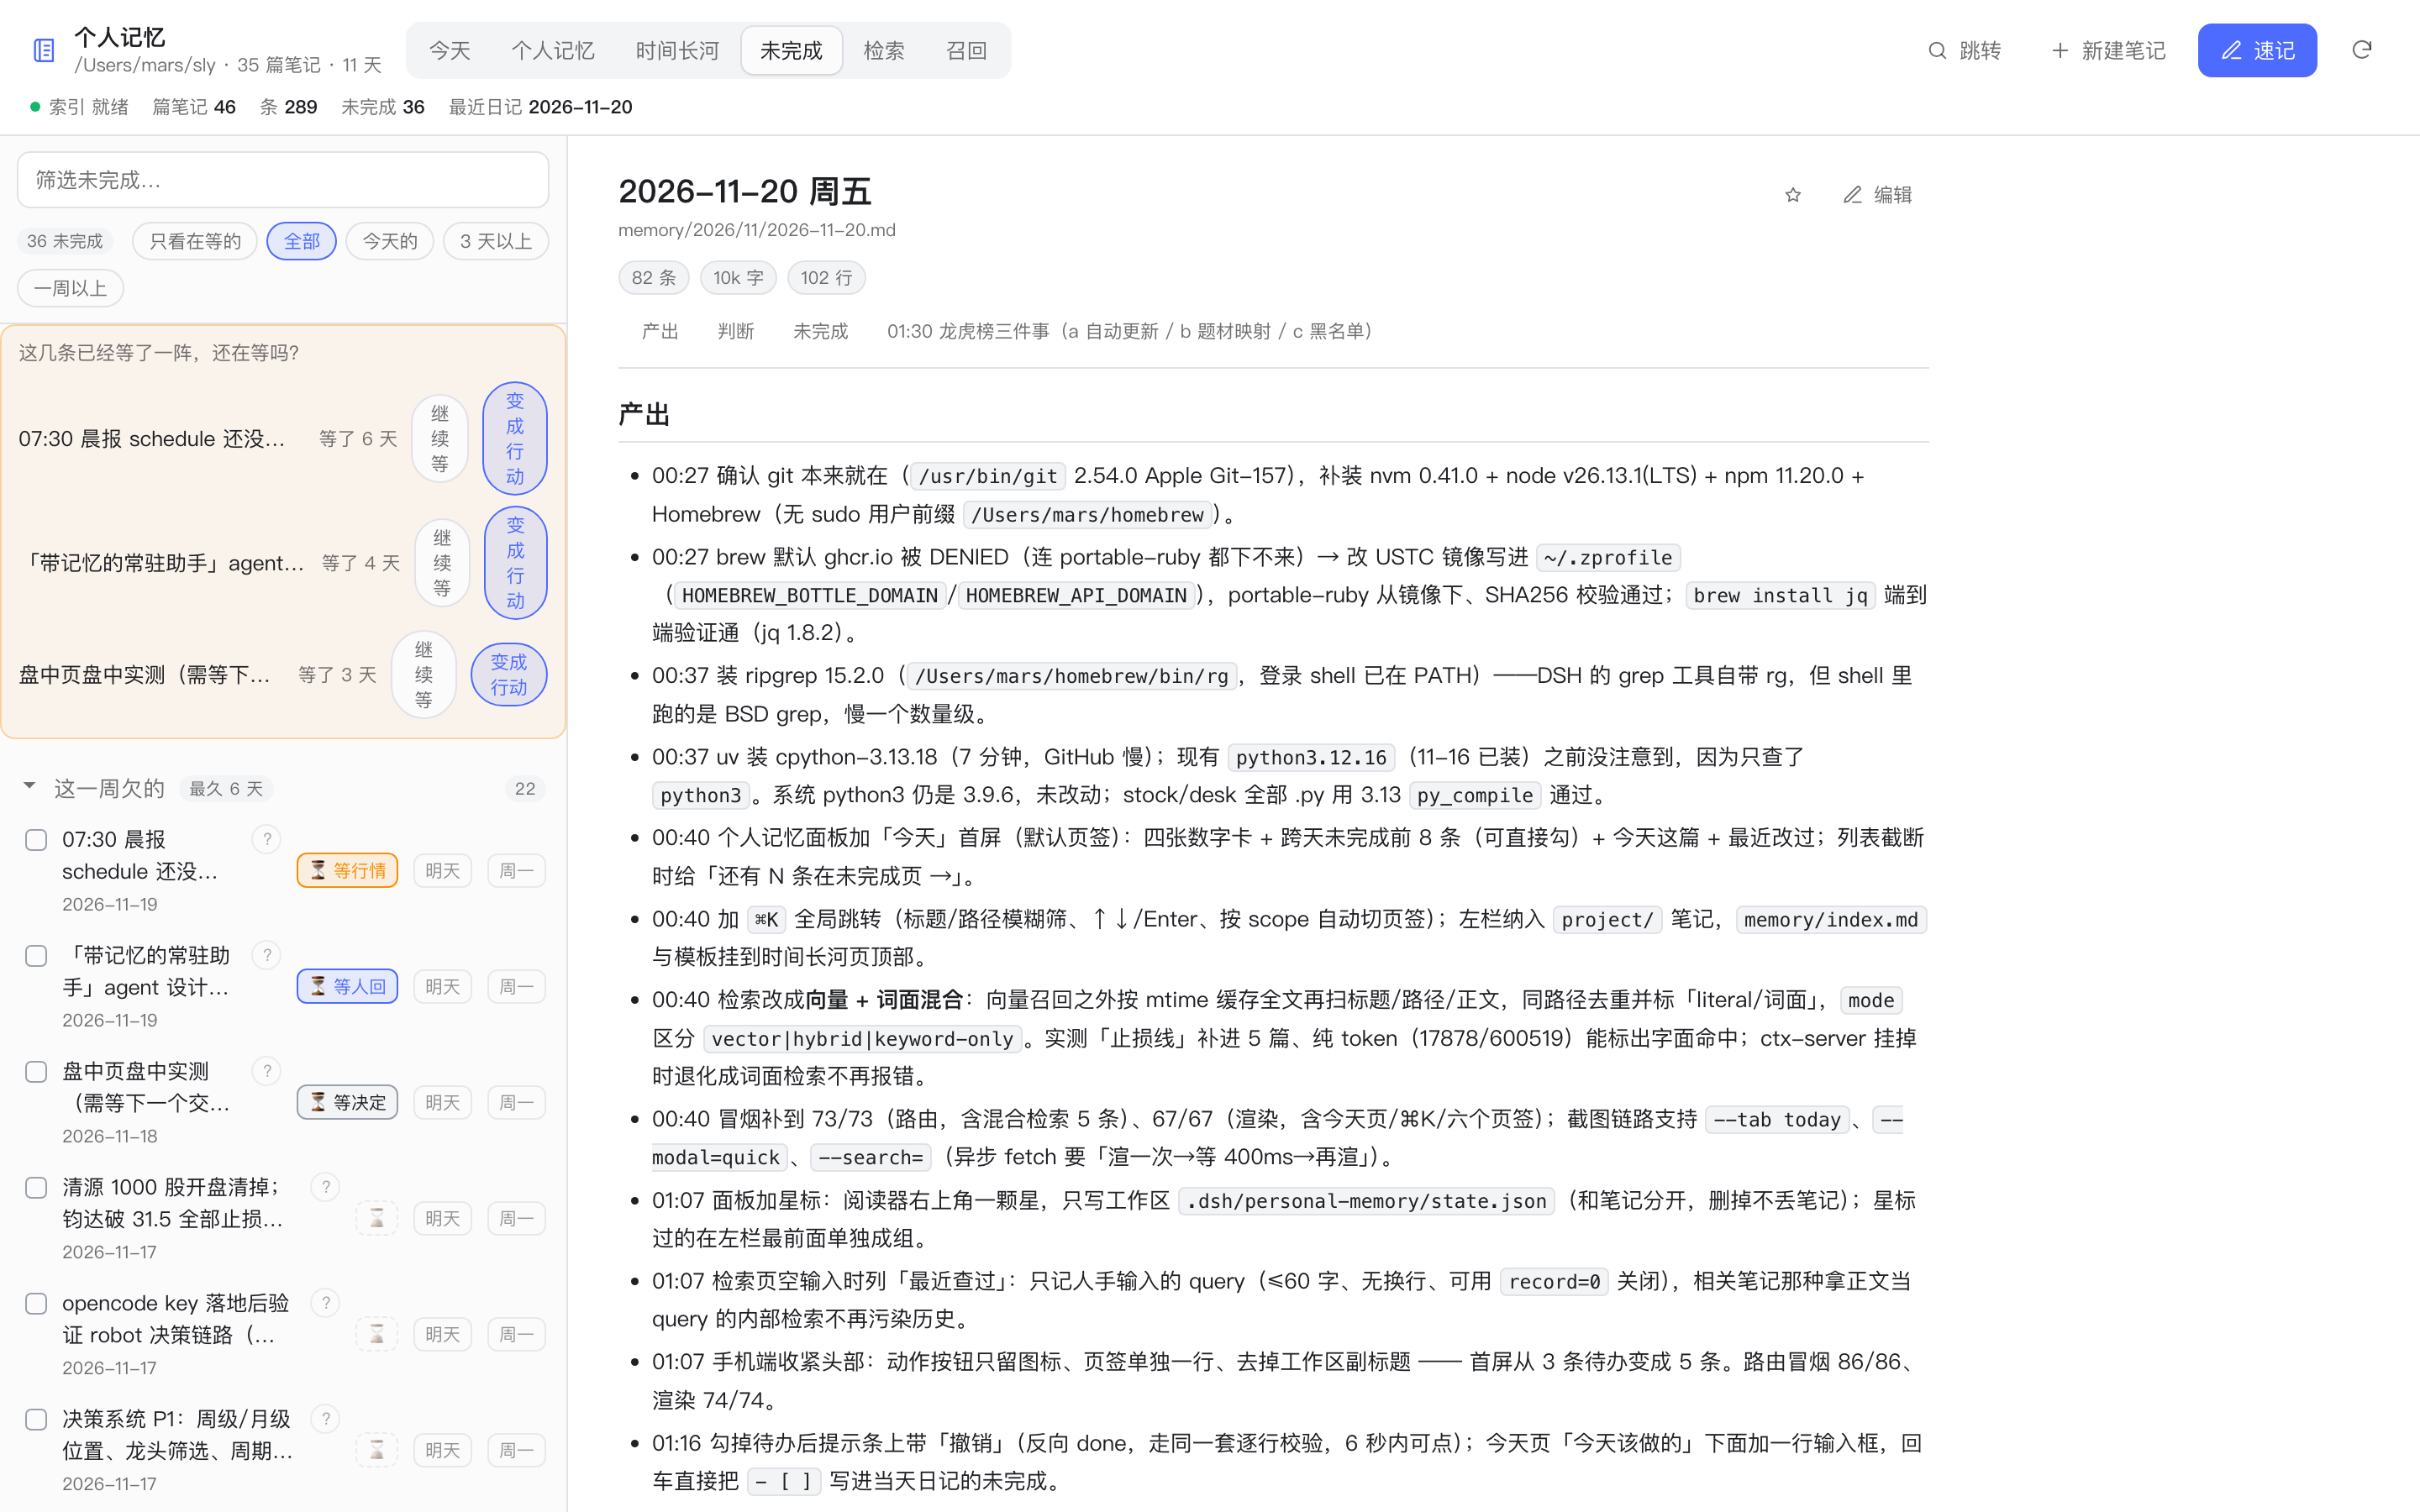 个人记忆
/Users/mars/sly · 35 篇笔记 · 11 天
今天 个人记忆 时间长河 未完成 检索 召回
跳转 新建笔记 速记
索引 就绪 篇笔记 46 条 289 未完成 36 最近日记 2026-11-20
筛选未完成…
36 未完成 只看在等的 全部 今天的 3 天以上
一周以上
这几条已经等了一阵，还在等吗？
07:30 晨报 schedule 还没… 等了 6 天 继续等 变成行动
「带记忆的常驻助手」agent… 等了 4 天 继续等 变成行动
盘中页盘中实测（需等下… 等了 3 天 继续等 变成行动
这一周欠的 最久 6 天 22
07:30 晨报 ?
schedule 还没… ⏳ 等行情 明天 周一
2026-11-19
「带记忆的常驻助 ?
手」agent 设计… ⏳ 等人回 明天 周一
2026-11-19
盘中页盘中实测 ?
（需等下一个交… ⏳ 等决定 明天 周一
2026-11-18
清源 1000 股开盘清掉； ?
钧达破 31.5 全部止损… ⏳ 明天 周一
2026-11-17
opencode key 落地后验 ?
证 robot 决策链路（… ⏳ 明天 周一
2026-11-17
决策系统 P1：周级/月级 ?
位置、龙头筛选、周期… ⏳ 明天 周一
2026-11-17
2026-11-20 周五
编辑
memory/2026/11/2026-11-20.md
82 条 10k 字 102 行
产出 判断 未完成 01:30 龙虎榜三件事（a 自动更新 / b 题材映射 / c 黑名单）
产出
• 00:27 确认 git 本来就在（/usr/bin/git 2.54.0 Apple Git-157），补装 nvm 0.41.0 + node v26.13.1(LTS) + npm 11.20.0 +
Homebrew（无 sudo 用户前缀 /Users/mars/homebrew）。
• 00:27 brew 默认 ghcr.io 被 DENIED（连 portable-ruby 都下不来）→ 改 USTC 镜像写进 ~/.zprofile
（HOMEBREW_BOTTLE_DOMAIN/HOMEBREW_API_DOMAIN），portable-ruby 从镜像下、SHA256 校验通过；brew install jq 端到
端验证通（jq 1.8.2）。
• 00:37 装 ripgrep 15.2.0（/Users/mars/homebrew/bin/rg，登录 shell 已在 PATH）——DSH 的 grep 工具自带 rg，但 shell 里
跑的是 BSD grep，慢一个数量级。
• 00:37 uv 装 cpython-3.13.18（7 分钟，GitHub 慢）；现有 python3.12.16（11-16 已装）之前没注意到，因为只查了
python3。系统 python3 仍是 3.9.6，未改动；stock/desk 全部 .py 用 3.13 py_compile 通过。
• 00:40 个人记忆面板加「今天」首屏（默认页签）：四张数字卡 + 跨天未完成前 8 条（可直接勾）+ 今天这篇 + 最近改过；列表截断
时给「还有 N 条在未完成页 →」。
• 00:40 加 ⌘K 全局跳转（标题/路径模糊筛、↑↓/Enter、按 scope 自动切页签）；左栏纳入 project/ 笔记，memory/index.md
与模板挂到时间长河页顶部。
• 00:40 检索改成向量 + 词面混合：向量召回之外按 mtime 缓存全文再扫标题/路径/正文，同路径去重并标「literal/词面」，mode
区分 vector|hybrid|keyword-only。实测「止损线」补进 5 篇、纯 token（17878/600519）能标出字面命中；ctx-server 挂掉
时退化成词面检索不再报错。
• 00:40 冒烟补到 73/73（路由，含混合检索 5 条）、67/67（渲染，含今天页/⌘K/六个页签）；截图链路支持 --tab today、--
modal=quick、--search=（异步 fetch 要「渲一次→等 400ms→再渲」）。
• 01:07 面板加星标：阅读器右上角一颗星，只写工作区 .dsh/personal-memory/state.json（和笔记分开，删掉不丢笔记）；星标
过的在左栏最前面单独成组。
• 01:07 检索页空输入时列「最近查过」：只记人手输入的 query（≤60 字、无换行、可用 record=0 关闭），相关笔记那种拿正文当
query 的内部检索不再污染历史。
• 01:07 手机端收紧头部：动作按钮只留图标、页签单独一行、去掉工作区副标题 —— 首屏从 3 条待办变成 5 条。路由冒烟 86/86、
渲染 74/74。
• 01:16 勾掉待办后提示条上带「撤销」（反向 done，走同一套逐行校验，6 秒内可点）；今天页「今天该做的」下面加一行输入框，回
车直接把 - [ ] 写进当天日记的未完成。